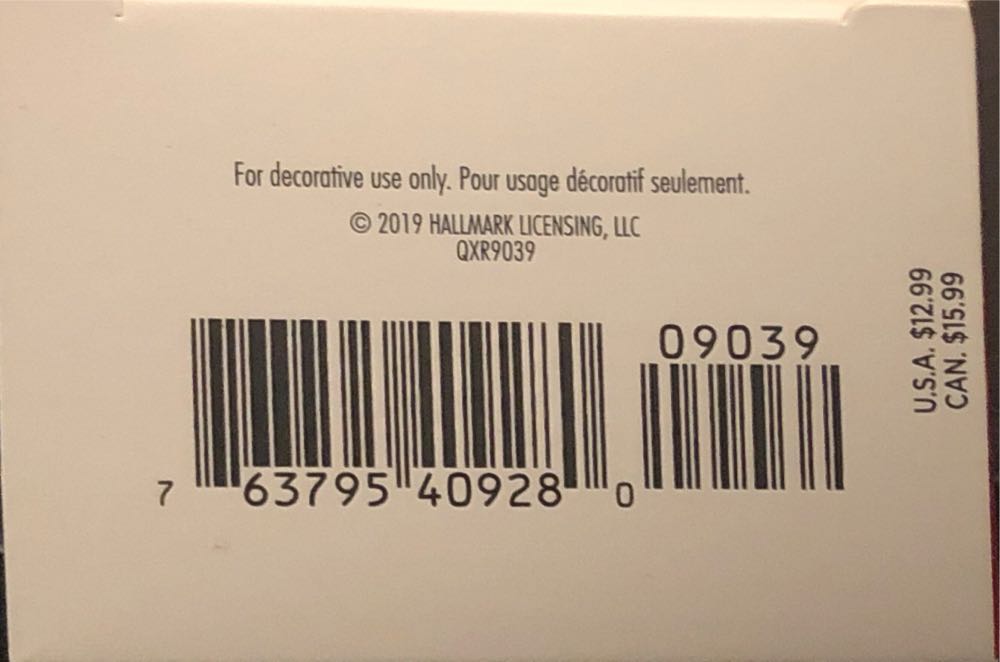 For decorative use only. Pour usage décoratif seulement.
© 2019 HALLMARK LICENSING, LLC
QXR9039
09039
7 63795 40928 0
U.S.A. $12.99
CAN. $15.99